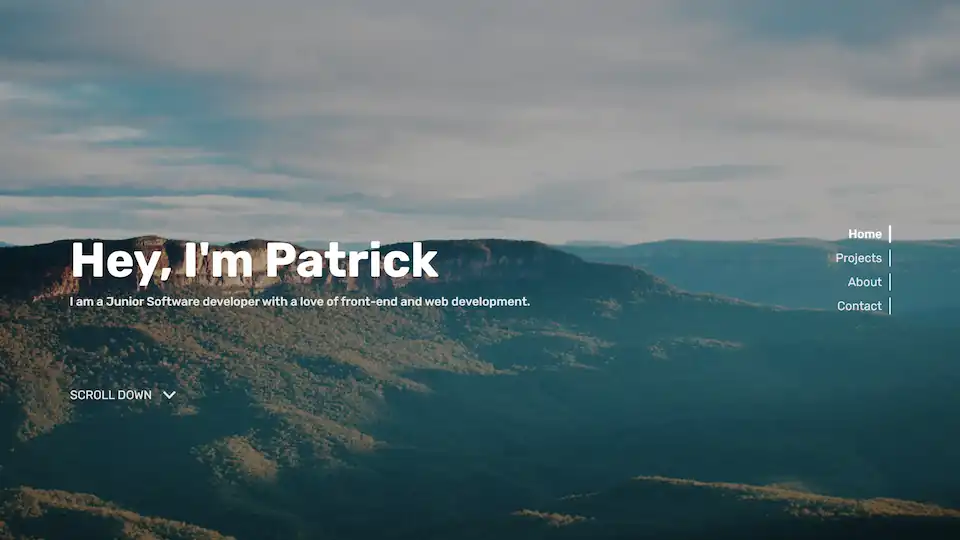 Hey, I'm Patrick
I am a Junior Software developer with a love of front-end and web development.
SCROLL DOWN
Home
Projects
About
Contact